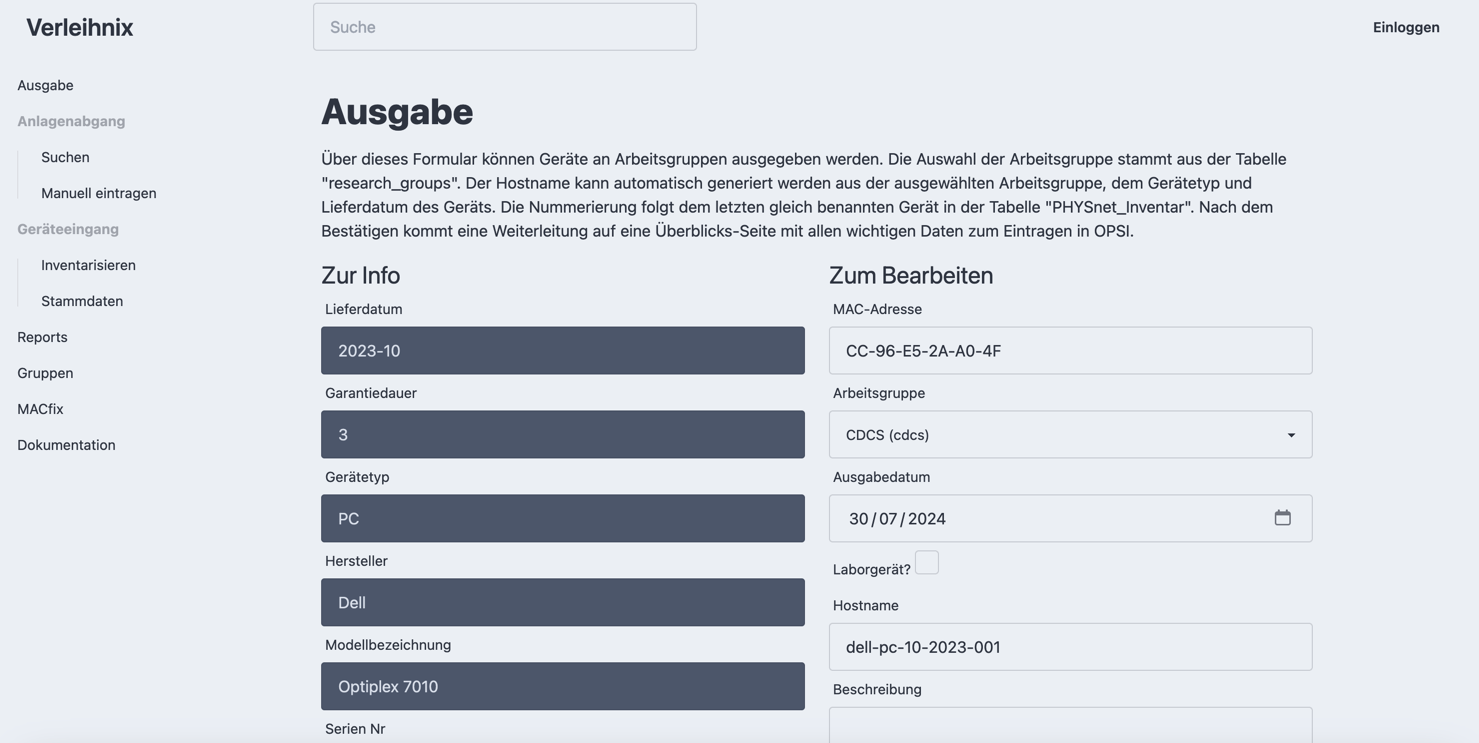 Verleihnix
Suche
Einloggen
Ausgabe
Anlagenabgang
Suchen
Manuell eintragen
Geräteeingang
Inventarisieren
Stammdaten
Reports
Gruppen
MACfix
Dokumentation
Ausgabe
Über dieses Formular können Geräte an Arbeitsgruppen ausgegeben werden. Die Auswahl der Arbeitsgruppe stammt aus der Tabelle
"research_groups". Der Hostname kann automatisch generiert werden aus der ausgewählten Arbeitsgruppe, dem Gerätetyp und
Lieferdatum des Geräts. Die Nummerierung folgt dem letzten gleich benannten Gerät in der Tabelle "PHYSnet_Inventar". Nach dem
Bestätigen kommt eine Weiterleitung auf eine Überblicks-Seite mit allen wichtigen Daten zum Eintragen in OPSI.
Zur Info
Lieferdatum
2023-10
Garantiedauer
3
Gerätetyp
PC
Hersteller
Dell
Modellbezeichnung
Optiplex 7010
Serien Nr
Zum Bearbeiten
MAC-Adresse
CC-96-E5-2A-A0-4F
Arbeitsgruppe
CDCS (cdcs)
Ausgabedatum
30/07/2024
Laborgerät?
Hostname
dell-pc-10-2023-001
Beschreibung